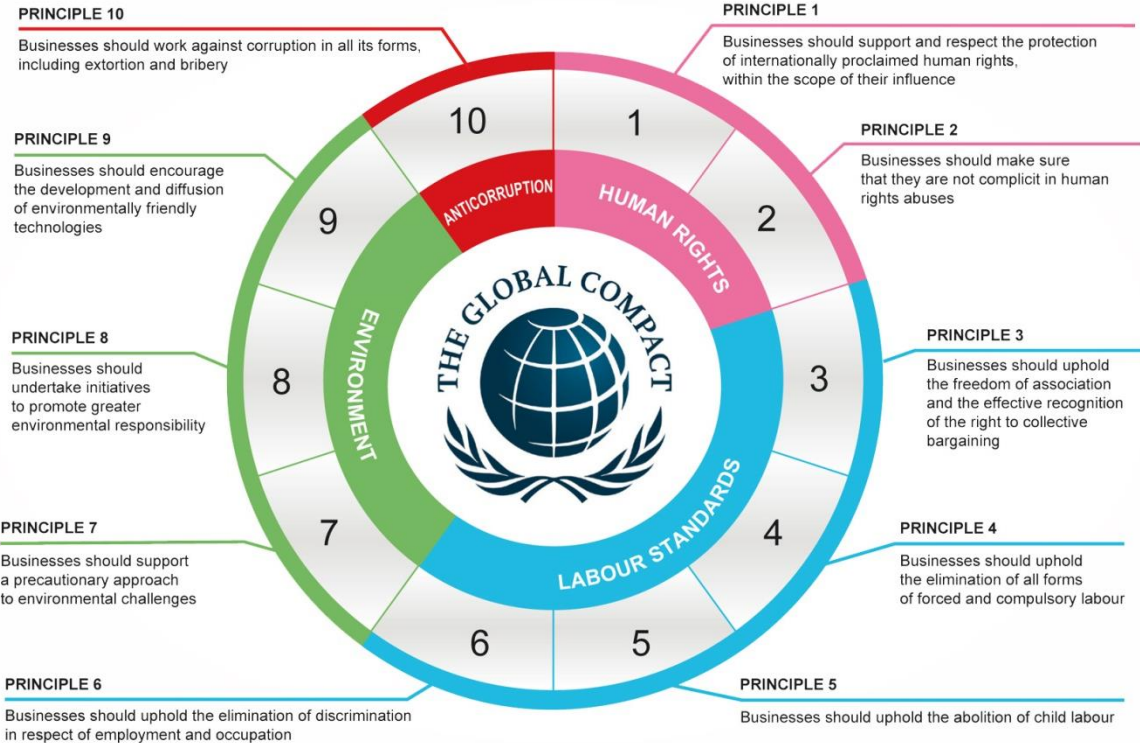 PRINCIPLE 10
Businesses should work against corruption in all its forms,
including extortion and bribery
PRINCIPLE 1
Businesses should support and respect the protection
of internationally proclaimed human rights,
within the scope of their influence
PRINCIPLE 9
Businesses should encourage
the development and diffusion
of environmentally friendly
technologies
PRINCIPLE 2
Businesses should make sure
that they are not complicit in human
rights abuses
PRINCIPLE 8
Businesses should
undertake initiatives
to promote greater
environmental responsibility
PRINCIPLE 3
Businesses should uphold
the freedom of association
and the effective recognition
of the right to collective
bargaining
PRINCIPLE 7
Businesses should support
a precautionary approach
to environmental challenges
PRINCIPLE 4
Businesses should uphold
the elimination of all forms
of forced and compulsory labour
PRINCIPLE 6
Businesses should uphold the elimination of discrimination
in respect of employment and occupation
PRINCIPLE 5
Businesses should uphold the abolition of child labour
10
1
9
2
8
3
7
4
6
5
ANTICORRUPTION
HUMAN RIGHTS
ENVIRONMENT
LABOUR STANDARDS
THE GLOBAL COMPACT